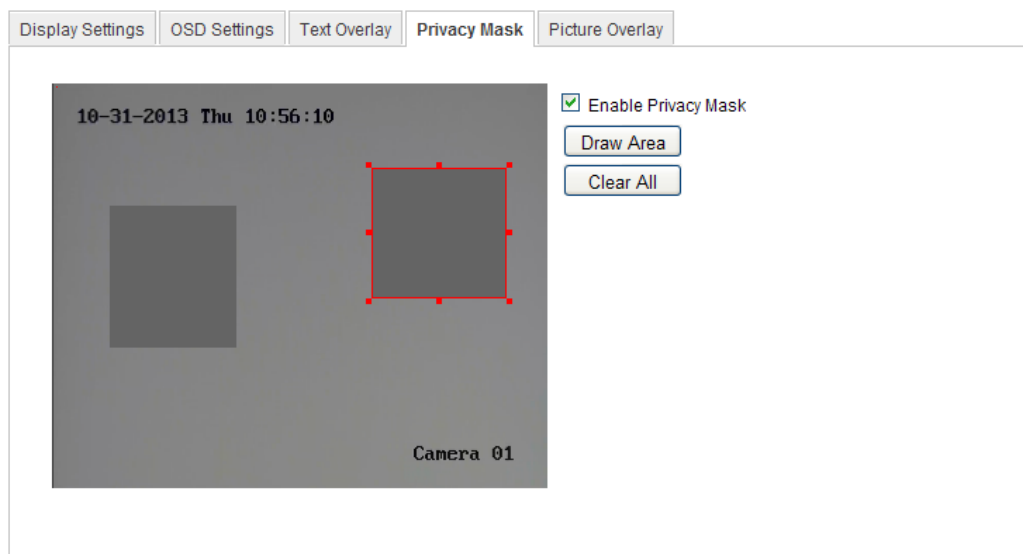 Display Settings OSD Settings Text Overlay Privacy Mask Picture Overlay
10-31-2013 Thu 10:56:10
Enable Privacy Mask
Draw Area
Clear All
Camera 01